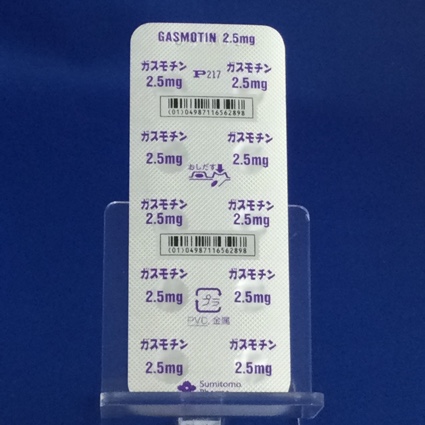 GASMOTIN 2.5mg
ガスモチン P217 ガスモチン
2.5mg 2.5mg
(01)04987116562898
ガスモチン ガスモチン
2.5mg 2.5mg
おしだす
ガスモチン ガスモチン
2.5mg 2.5mg
(01)04987116562898
ガスモチン ガスモチン
2.5mg 2.5mg
プラ
PVC, 金属
ガスモチン ガスモチン
2.5mg 2.5mg
Sumitomo